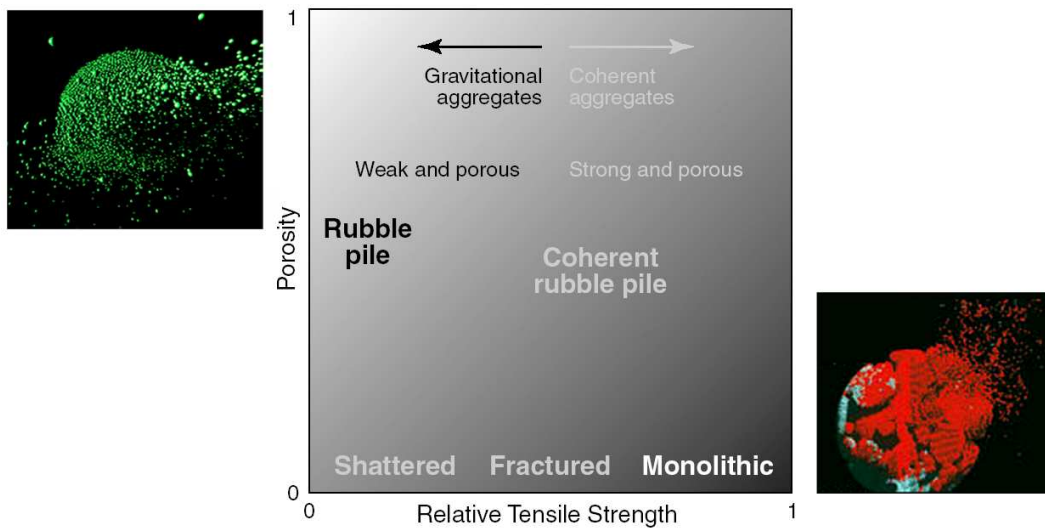 1
Gravitational
aggregates
Coherent
aggregates
Weak and porous
Strong and porous
Rubble
pile
Coherent
rubble pile
Porosity
Shattered
Fractured
Monolithic
0
0
Relative Tensile Strength
1